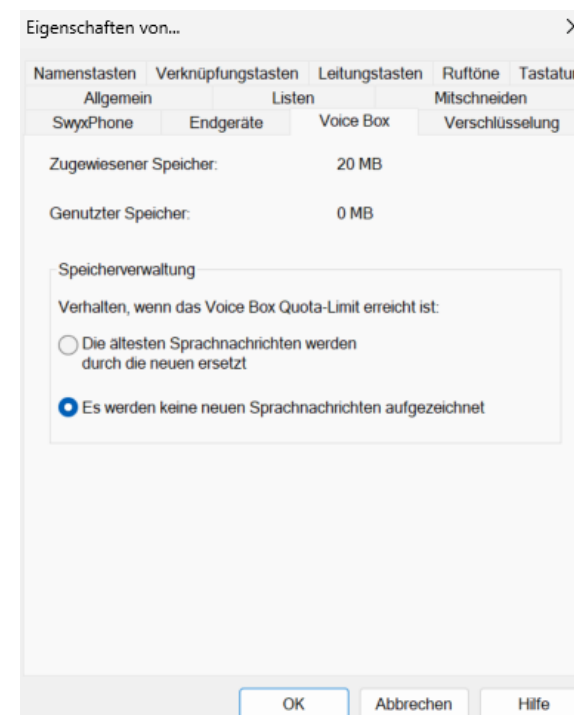 Eigenschaften von...
Namenstasten Verknüpfungstasten Leitungstasten Ruftöne Tastatur
Allgemein Listen Mitschneiden
SwyxPhone Endgeräte Voice Box Verschlüsselung
Zugewiesener Speicher: 20 MB
Genutzter Speicher: 0 MB
Speicherverwaltung
Verhalten, wenn das Voice Box Quota-Limit erreicht ist:
Die ältesten Sprachnachrichten werden
durch die neuen ersetzt
Es werden keine neuen Sprachnachrichten aufgezeichnet
OK Abbrechen Hilfe